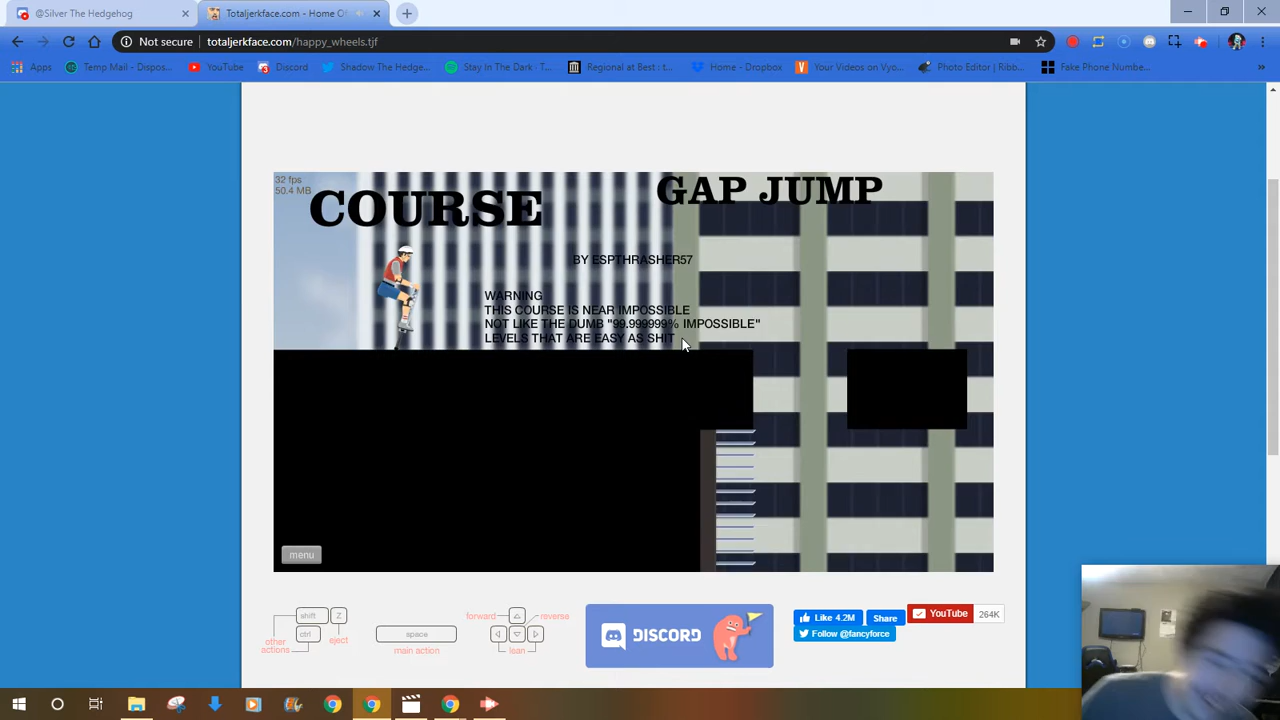 @Silver The Hedgehog
Totaljerkface.com - Home Of
Not secure
totaljerkface.com/happy_wheels.tjf
Apps
Temp Mail - Dispos...
YouTube
Discord
Shadow The Hedge...
Stay In The Dark · T...
Regional at Best : t...
Home - Dropbox
Your Videos on Vyo...
Photo Editor | Ribb...
Fake Phone Numbe...
»
32 fps
50.4 MB
COURSE
GAP JUMP
BY ESPTHRASHER57
WARNING
THIS COURSE IS NEAR IMPOSSIBLE
NOT LIKE THE DUMB "99.999999% IMPOSSIBLE"
LEVELS THAT ARE EASY AS SHIT
menu
shift
Z
ctrl
other
actions
eject
space
main action
forward
reverse
lean
DISCORD
Like 4.2M
Share
YouTube
264K
Follow @fancyforce